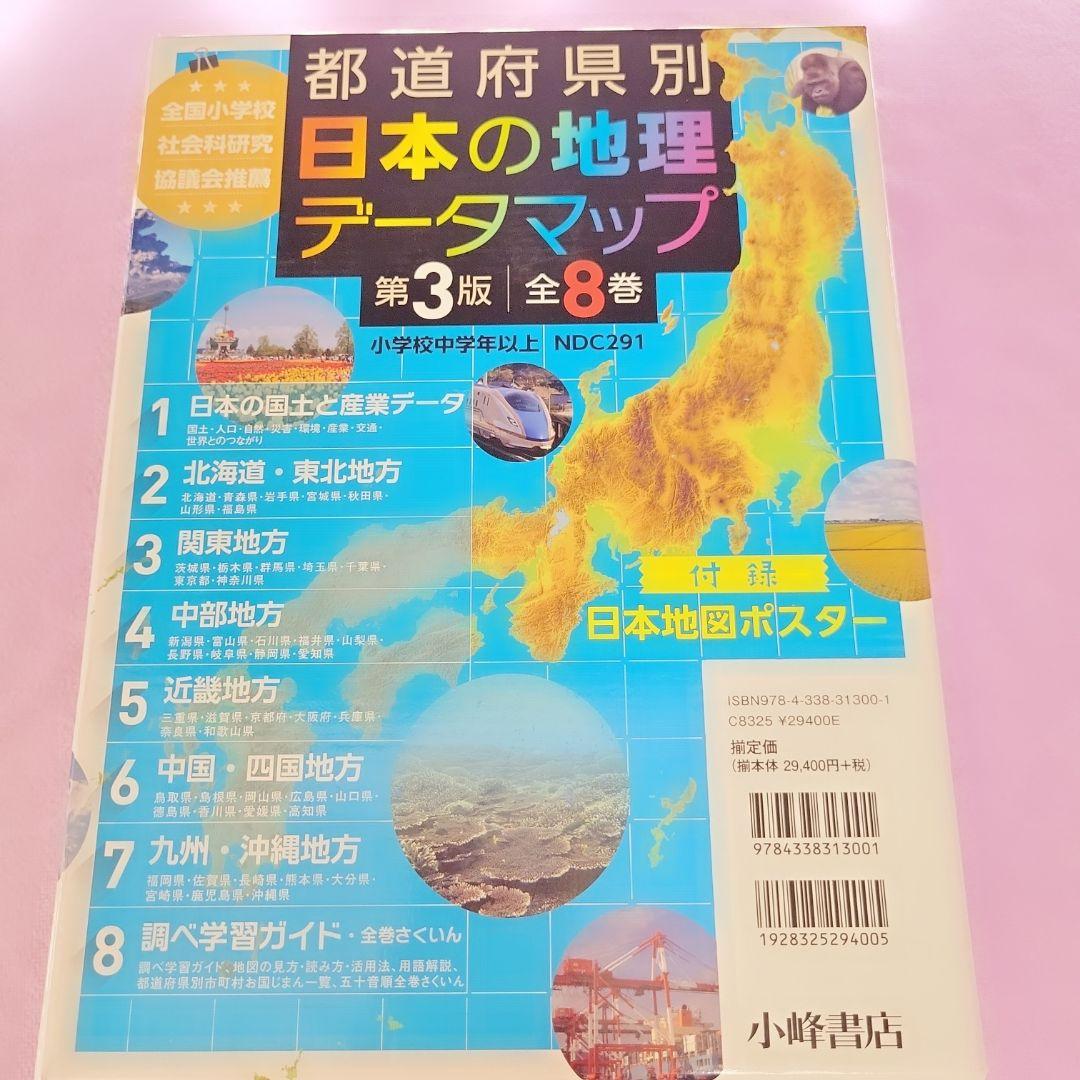 全国小学校
社会科研究
協議会推薦
都道府県別
日本の地理
データマップ
第3版 全8巻
小学校中学年以上 NDC291
1 日本の国土と産業データ
国土・人口・自然・災害・環境・産業・交通・
世界とのつながり
2 北海道・東北地方
北海道・青森県・岩手県・宮城県・秋田県・
山形県・福島県
3 関東地方
茨城県・栃木県・群馬県・埼玉県・千葉県・
東京都・神奈川県
4 中部地方
新潟県・富山県・石川県・福井県・山梨県・
長野県・岐阜県・静岡県・愛知県
5 近畿地方
三重県・滋賀県・京都府・大阪府・兵庫県・
奈良県・和歌山県
6 中国・四国地方
鳥取県・島根県・岡山県・広島県・山口県・
徳島県・香川県・愛媛県・高知県
7 九州・沖縄地方
福岡県・佐賀県・長崎県・熊本県・大分県・
宮崎県・鹿児島県・沖縄県
8 調べ学習ガイド・全巻さくいん
調べ学習ガイド、地図の見方・読み方・活用法、用語解説、
都道府県別市町村お国じまん一覧、五十音順全巻さくいん
付録
日本地図ポスター
ISBN978-4-338-31300-1
C8325 ¥29400E
揃定価
(揃本体 29,400円+税)
9784338313001
1928325294005
小峰書店